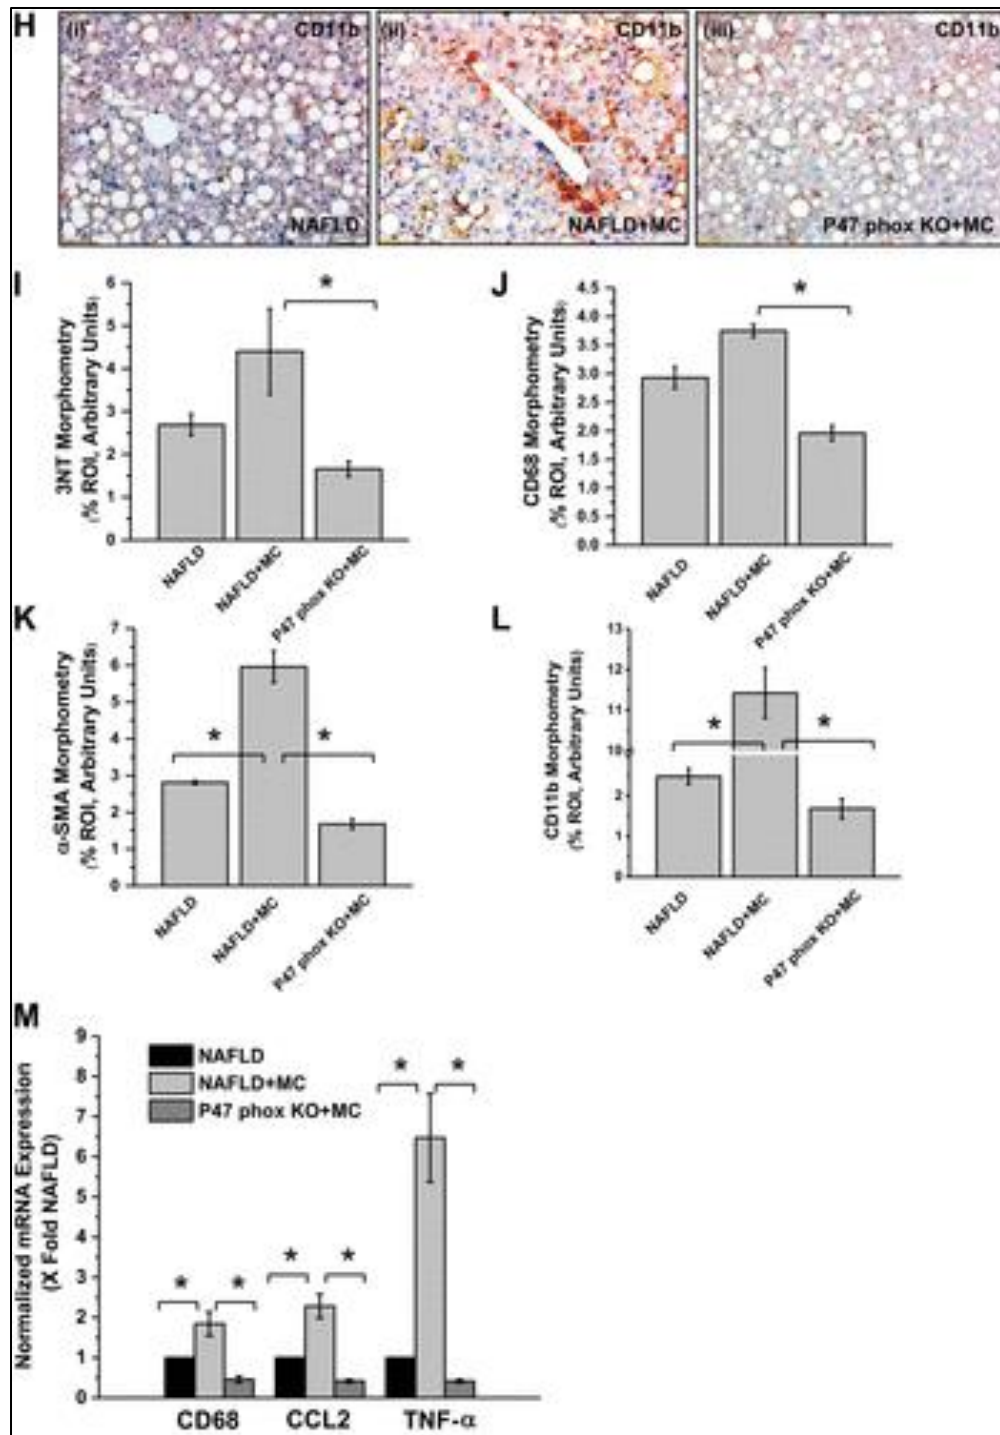 H (i) CD11b (ii) CD11b (iii) CD11b
NAFLD NAFLD+MC P47 phox KO+MC
I
3NT Morphometry
(% ROI, Arbitrary Units)
6
5
4
3
2
1
0
*
NAFLD
NAFLD+MC
P47 phox KO+MC
J
CD68 Morphometry
(% ROI, Arbitrary Units)
4.5
4.0
3.5
3.0
2.5
2.0
1.5
1.0
0.5
0.0
*
NAFLD
NAFLD+MC
P47 phox KO+MC
K
α-SMA Morphometry
(% ROI, Arbitrary Units)
7
6
5
4
3
2
1
0
* *
NAFLD
NAFLD+MC
P47 phox KO+MC
L
CD11b Morphometry
(% ROI, Arbitrary Units)
13
12
11
10
2
1
0
* *
NAFLD
NAFLD+MC
P47 phox KO+MC
M
Normalized mRNA Expression
(X Fold NAFLD)
9
8
7
6
5
4
3
2
1
0
NAFLD
NAFLD+MC
P47 phox KO+MC
* *
* *
* *
CD68 CCL2 TNF-α